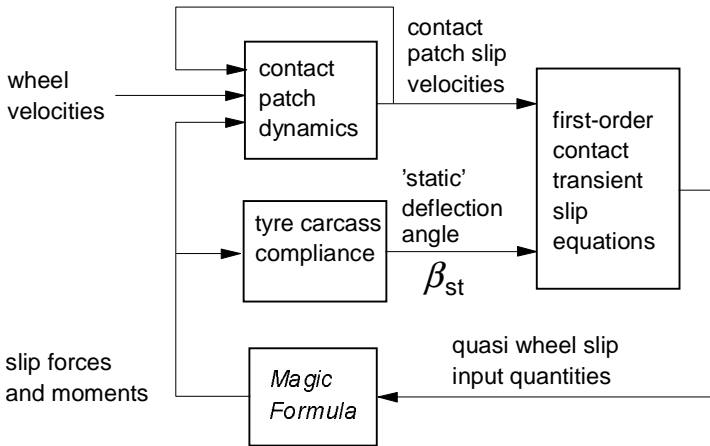 wheel
velocities
contact
patch
dynamics
contact
patch slip
velocities
first-order
contact
transient
slip
equations
tyre carcass
compliance
'static'
deflection
angle
βst
slip forces
and moments
Magic
Formula
quasi wheel slip
input quantities